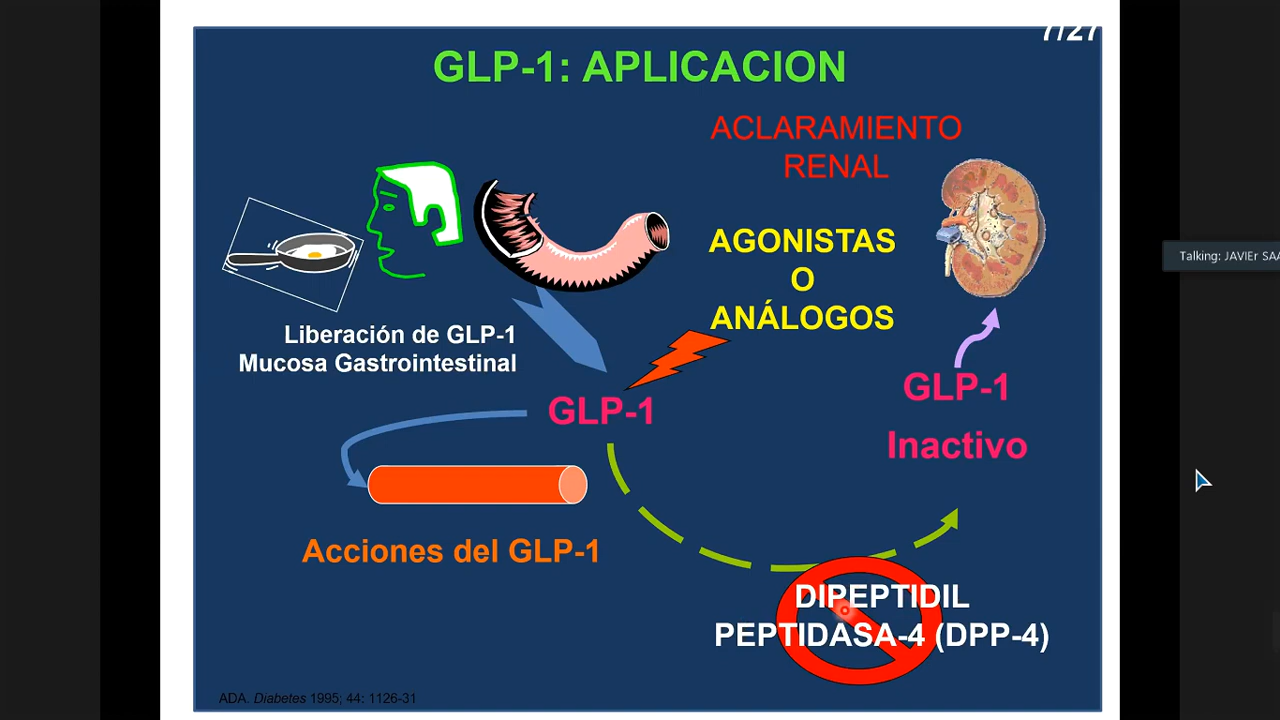 7/27
GLP-1: APLICACION
ACLARAMIENTO
RENAL
AGONISTAS
O
ANÁLOGOS
Liberación de GLP-1
Mucosa Gastrointestinal
GLP-1
GLP-1
Inactivo
Acciones del GLP-1
DIPEPTIDIL
PEPTIDASA-4 (DPP-4)
ADA. Diabetes 1995; 44: 1126-31
Talking: JAVIEr